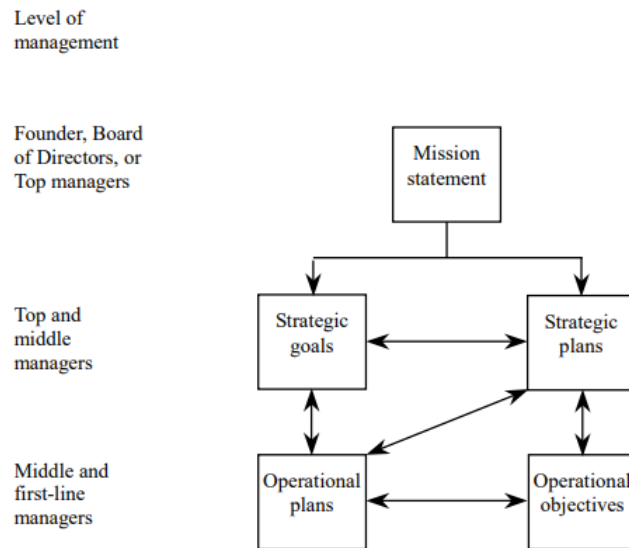 Level of
management
Founder, Board
of Directors, or
Top managers
Mission
statement
Top and
middle
managers
Strategic
goals
Strategic
plans
Middle and
first-line
managers
Operational
plans
Operational
objectives